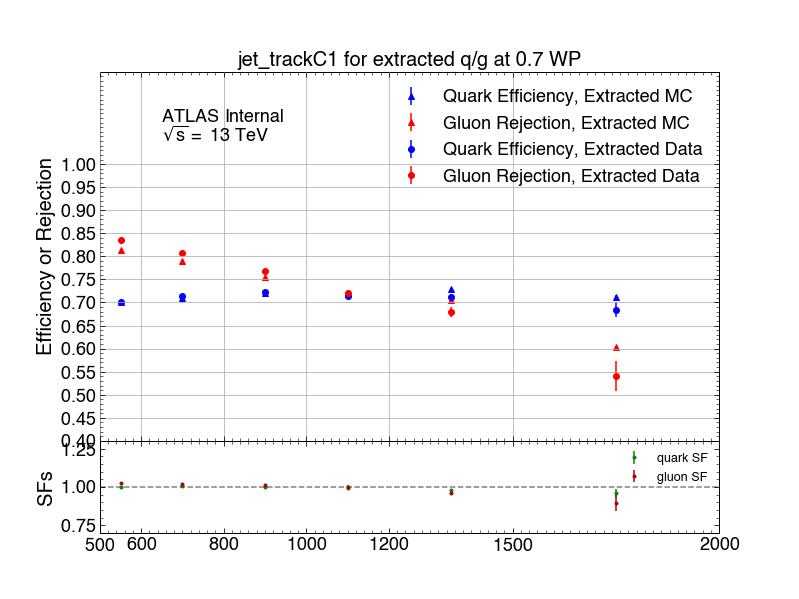 jet_trackC1 for extracted q/g at 0.7 WP
ATLAS Internal
√s = 13 TeV
Quark Efficiency, Extracted MC
Gluon Rejection, Extracted MC
Quark Efficiency, Extracted Data
Gluon Rejection, Extracted Data
Efficiency or Rejection
1.00
0.95
0.90
0.85
0.80
0.75
0.70
0.65
0.60
0.55
0.50
0.45
0.40
SFs
1.25
1.00
0.75
quark SF
gluon SF
500 600 800 1000 1200 1500 2000